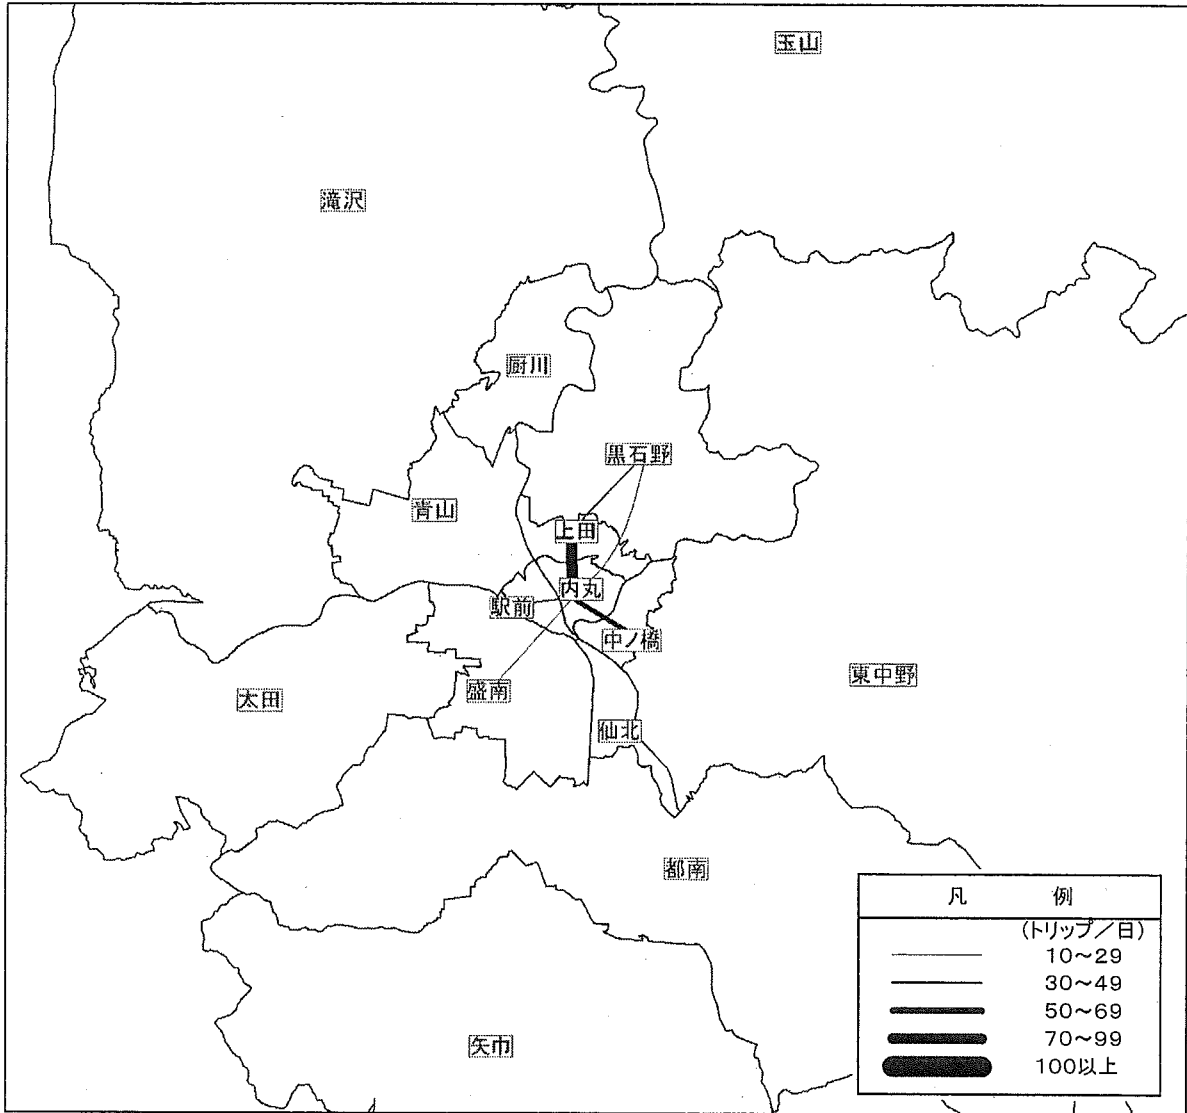 玉山
滝沢
厨川
黒石野
青山
上田
内丸
駅前
中ノ橋
東中野
盛南
太田
仙北
都南
矢巾
凡 例
(トリップ/日)
10~29
30~49
50~69
70~99
100以上